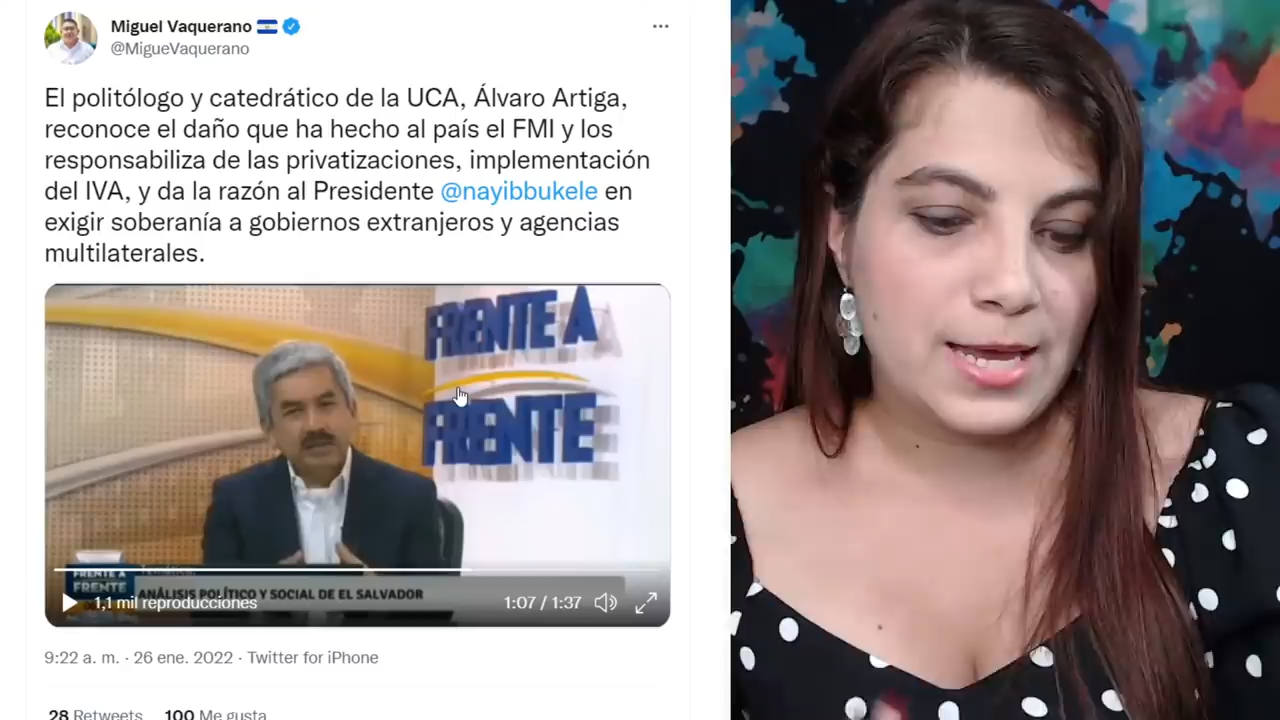 Miguel Vaquerano
@MigueVaquerano
El politólogo y catedrático de la UCA, Álvaro Artiga,
reconoce el daño que ha hecho al país el FMI y los
responsabiliza de las privatizaciones, implementación
del IVA, y da la razón al Presidente @nayibbukele en
exigir soberanía a gobiernos extranjeros y agencias
multilaterales.
FRENTE A
FRENTE
FRENTE A
FRENTE
ANÁLISIS POLÍTICO Y SOCIAL DE EL SALVADOR
1,1 mil reproducciones
1:07 / 1:37
9:22 a. m. · 26 ene. 2022 · Twitter for iPhone
28 Retweets 100 Me gusta